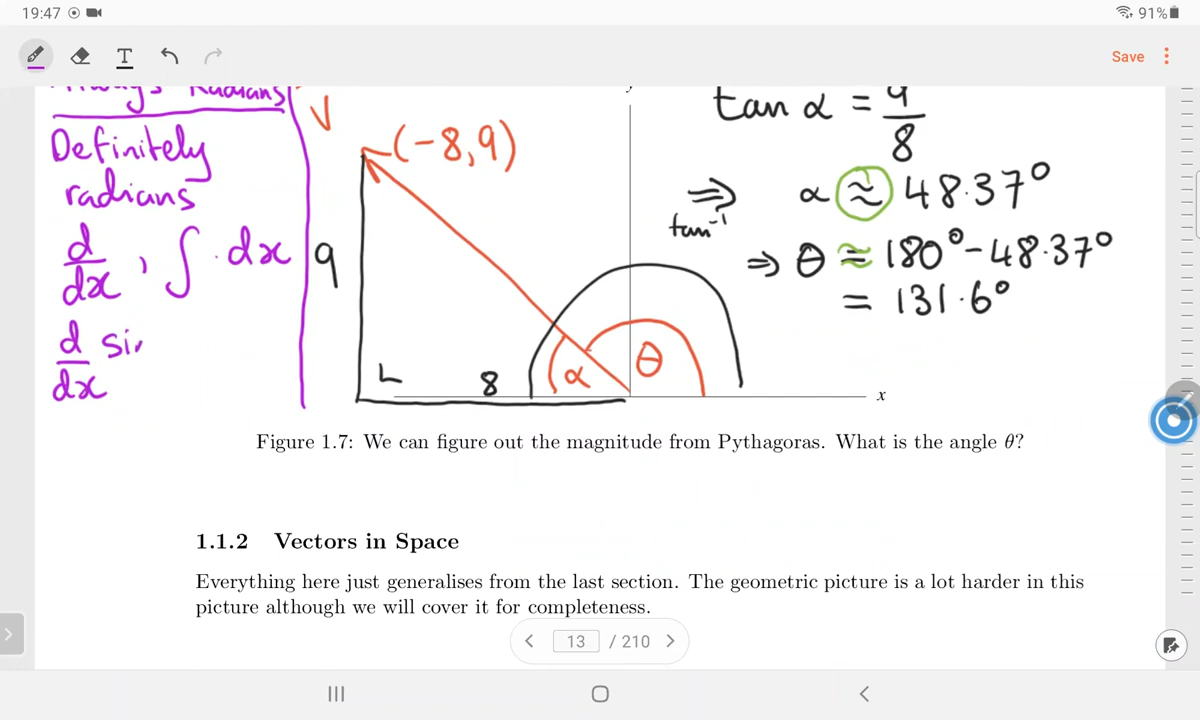 19:47
91%
T
Save
Always Radians
Definitely
radians
d/dx , ∫ · dx
d/dx sin
V
(-8,9)
9
8
α
θ
y
x
tan α = 9/8
⇒ tan⁻¹ α ≈ 48.37°
⇒ θ ≈ 180° - 48.37°
= 131.6°
Figure 1.7: We can figure out the magnitude from Pythagoras. What is the angle θ?
1.1.2 Vectors in Space
Everything here just generalises from the last section. The geometric picture is a lot harder in this
picture although we will cover it for completeness.
< 13 / 210 >